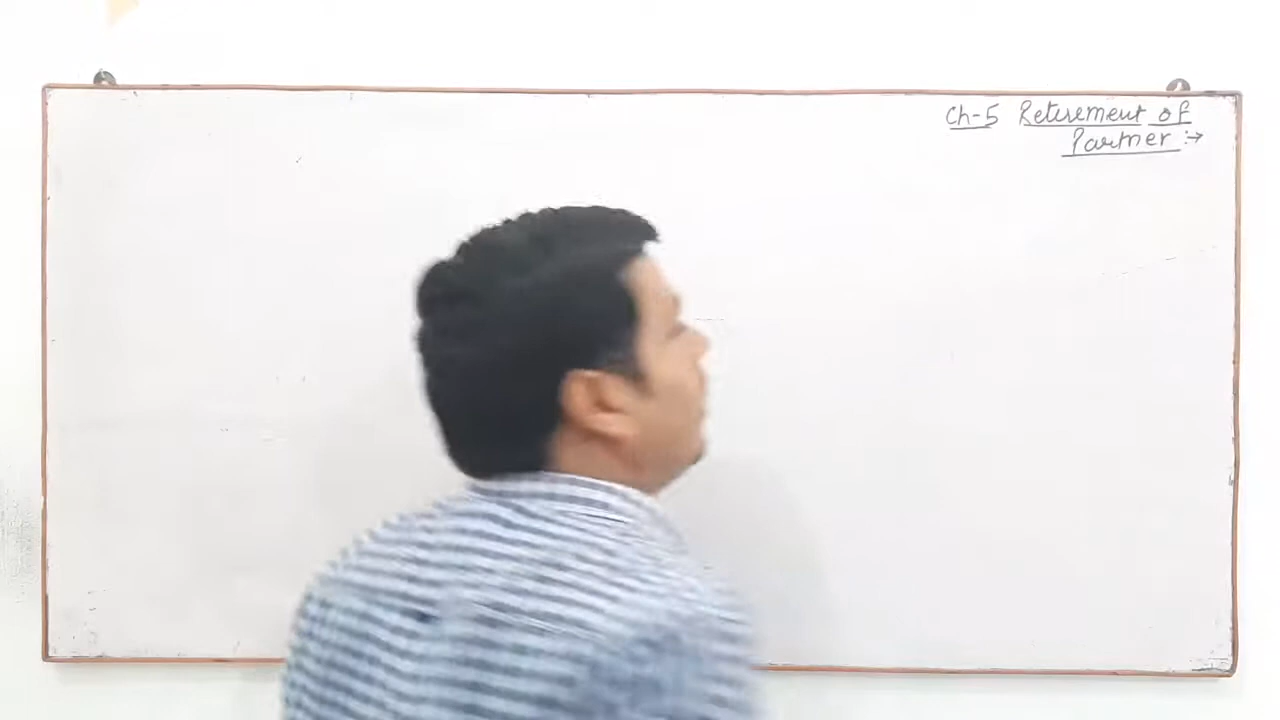 Ch-5 Retirement of
Partner :→